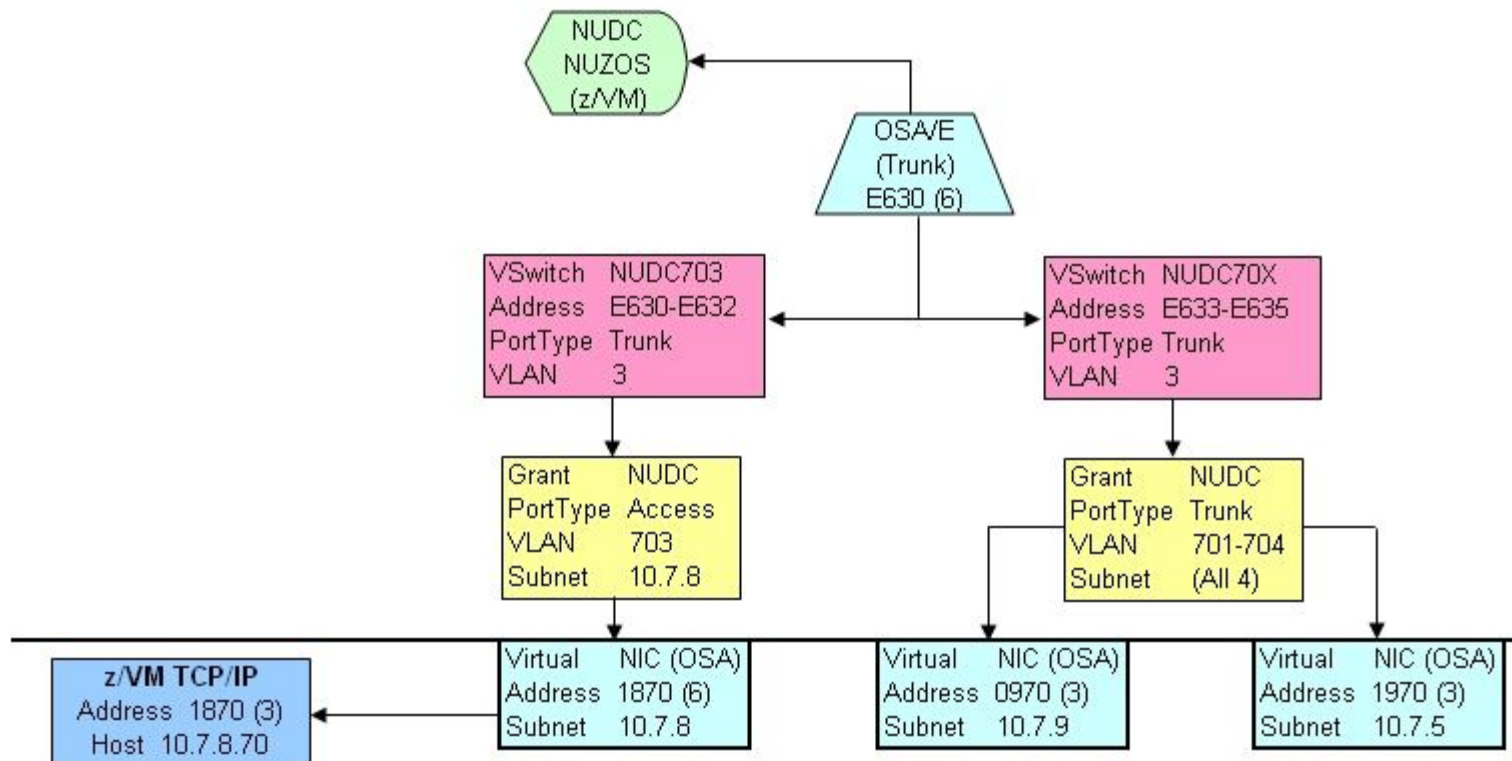 NUDC
NUZOS
(z/VM)
OSA/E
(Trunk)
E630 (6)
VSwitch NUDC703
Address E630-E632
PortType Trunk
VLAN 3
VSwitch NUDC70X
Address E633-E635
PortType Trunk
VLAN 3
Grant NUDC
PortType Access
VLAN 703
Subnet 10.7.8
Grant NUDC
PortType Trunk
VLAN 701-704
Subnet (All 4)
z/VM TCP/IP
Address 1870 (3)
Host 10.7.8.70
Virtual NIC (OSA)
Address 1870 (6)
Subnet 10.7.8
Virtual NIC (OSA)
Address 0970 (3)
Subnet 10.7.9
Virtual NIC (OSA)
Address 1970 (3)
Subnet 10.7.5